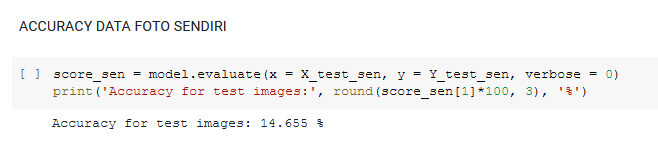 ACCURACY DATA FOTO SENDIRI
[ ] score_sen = model.evaluate(x = X_test_sen, y = Y_test_sen, verbose = 0)
print('Accuracy for test images:', round(score_sen[1]*100, 3), '%')
Accuracy for test images: 14.655 %